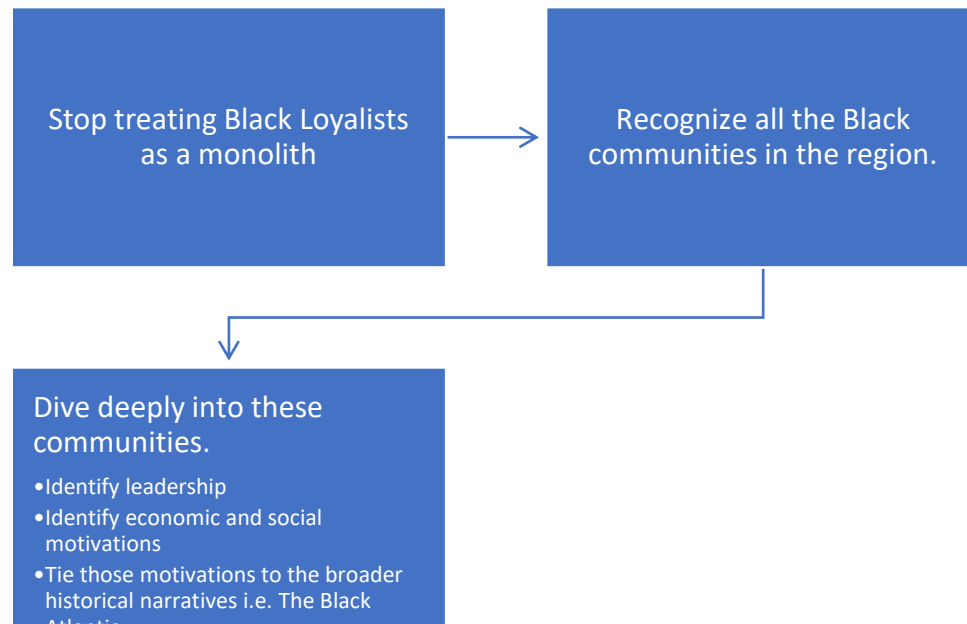 Stop treating Black Loyalists
as a monolith
Recognize all the Black
communities in the region.
Dive deeply into these
communities.
•Identify leadership
•Identify economic and social
motivations
•Tie those motivations to the broader
historical narratives i.e. The Black